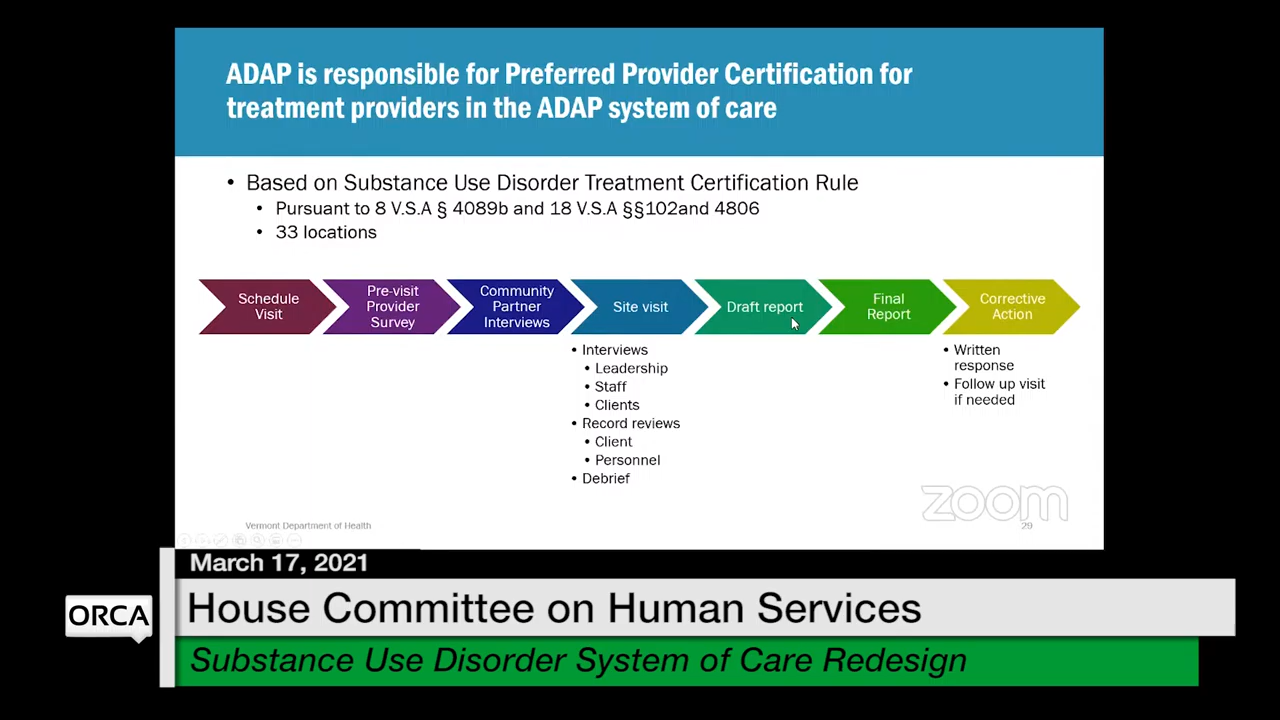 ADAP is responsible for Preferred Provider Certification for
treatment providers in the ADAP system of care
• Based on Substance Use Disorder Treatment Certification Rule
• Pursuant to 8 V.S.A § 4089b and 18 V.S.A §§102and 4806
• 33 locations
Schedule
Visit
Pre-visit
Provider
Survey
Community
Partner
Interviews
Site visit
Draft report
Final
Report
Corrective
Action
• Interviews
• Leadership
• Staff
• Clients
• Record reviews
• Client
• Personnel
• Debrief
• Written
response
• Follow up visit
if needed
zoom
Vermont Department of Health
29
March 17, 2021
ORCA
House Committee on Human Services
Substance Use Disorder System of Care Redesign